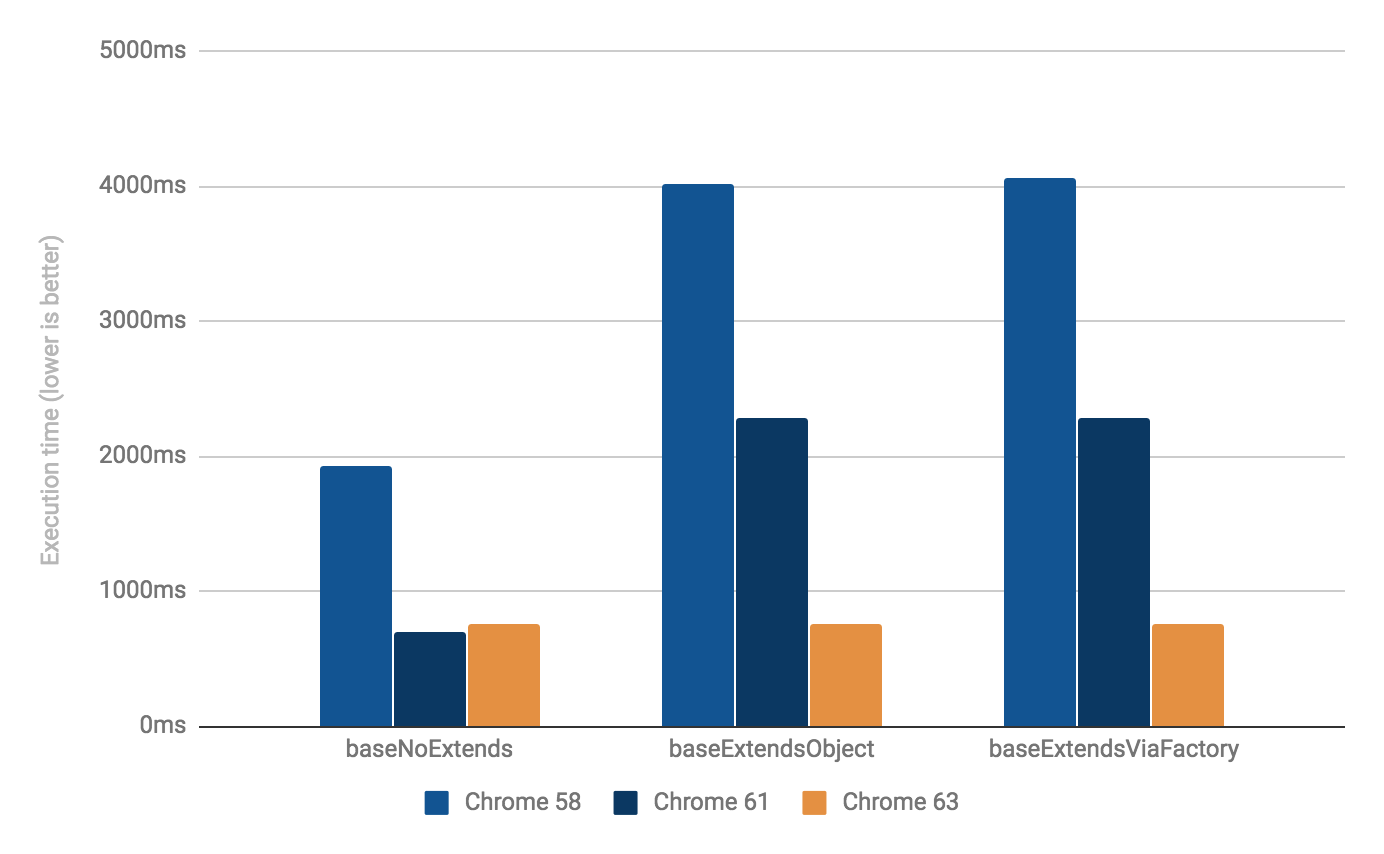 5000ms
4000ms
3000ms
2000ms
1000ms
0ms
Execution time (lower is better)
baseNoExtends
baseExtendsObject
baseExtendsViaFactory
Chrome 58
Chrome 61
Chrome 63